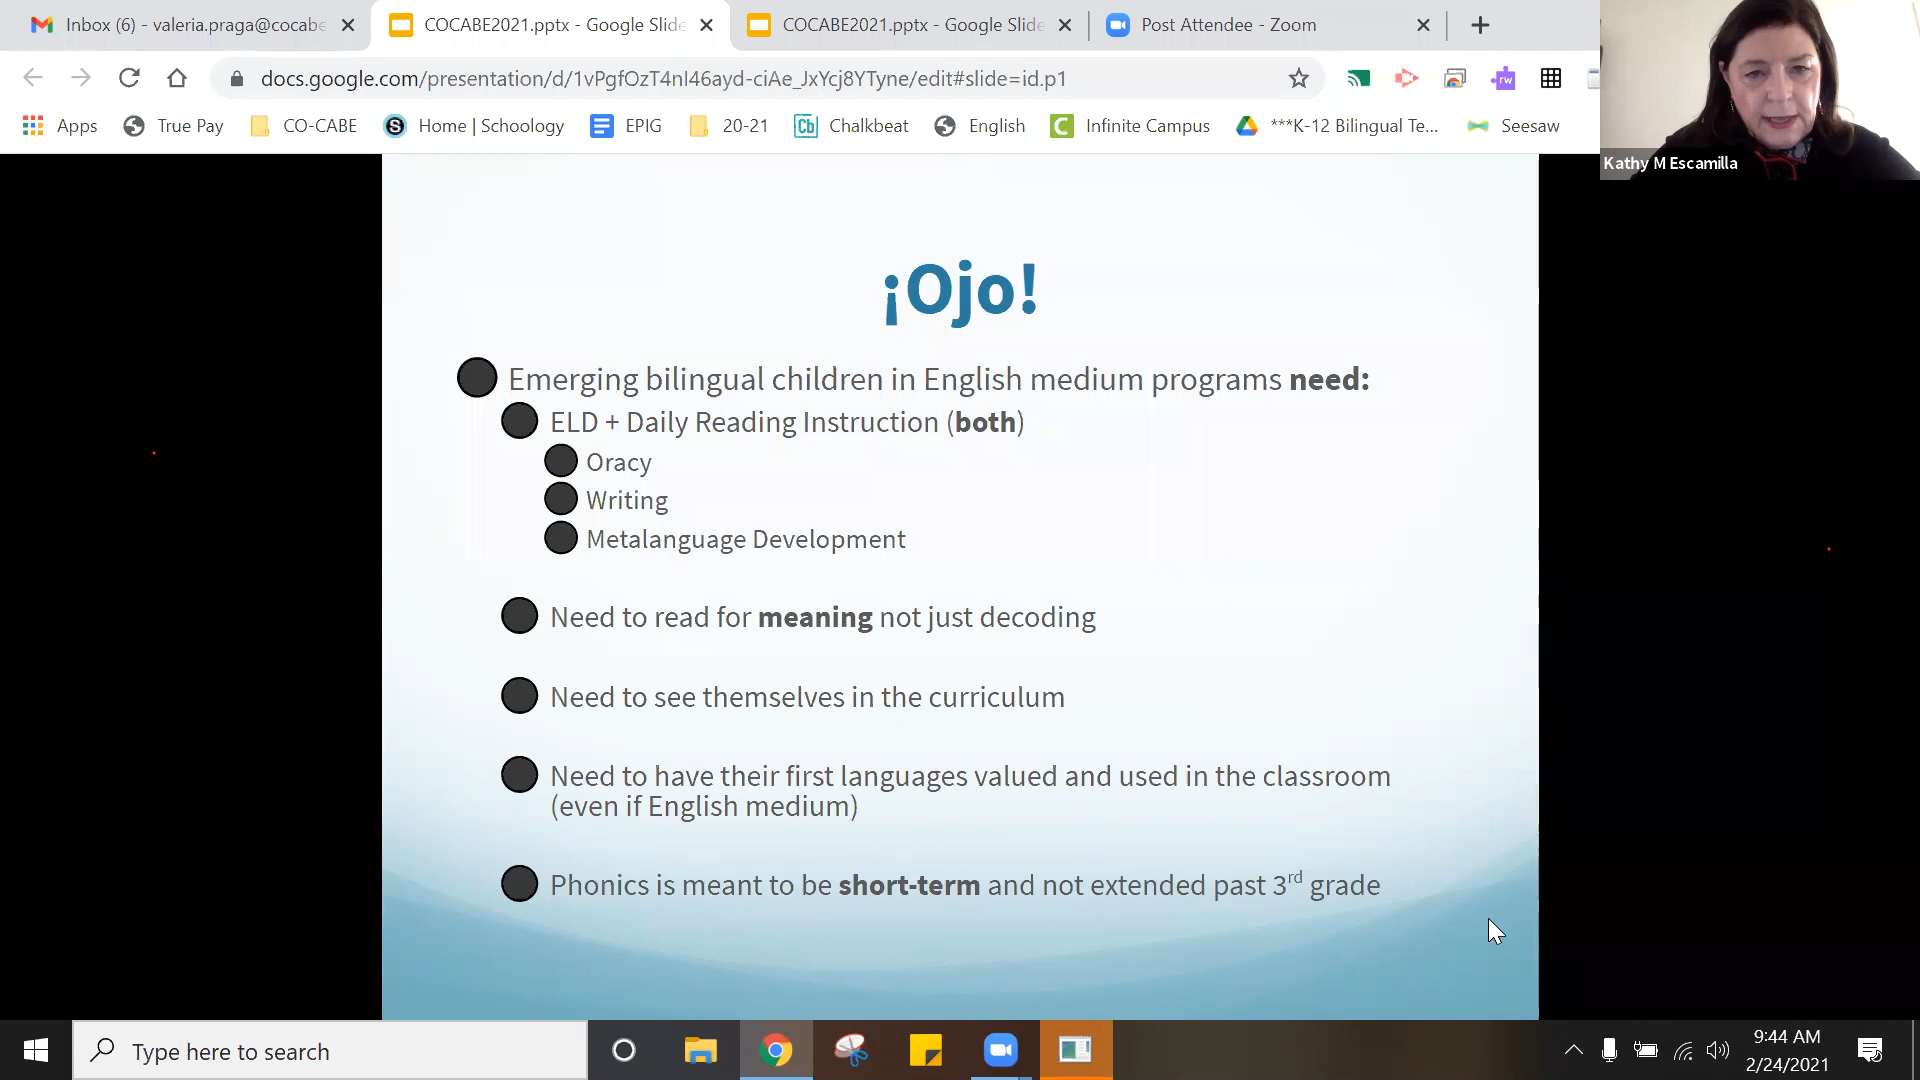 Inbox (6) - valeria.praga@cocabe
COCABE2021.pptx - Google Slide
COCABE2021.pptx - Google Slide
Post Attendee - Zoom
docs.google.com/presentation/d/1vPgfOzT4nI46ayd-ciAe_JxYcj8YTyne/edit#slide=id.p1
rw
Apps
True Pay
CO-CABE
S
Home | Schoology
EPIG
20-21
Cb
Chalkbeat
English
C
Infinite Campus
***K-12 Bilingual Te...
Seesaw
Kathy M Escamilla
¡Ojo!
Emerging bilingual children in English medium programs need:
ELD + Daily Reading Instruction (both)
Oracy
Writing
Metalanguage Development
Need to read for meaning not just decoding
Need to see themselves in the curriculum
Need to have their first languages valued and used in the classroom
(even if English medium)
Phonics is meant to be short-term and not extended past 3rd grade
Type here to search
9:44 AM
2/24/2021